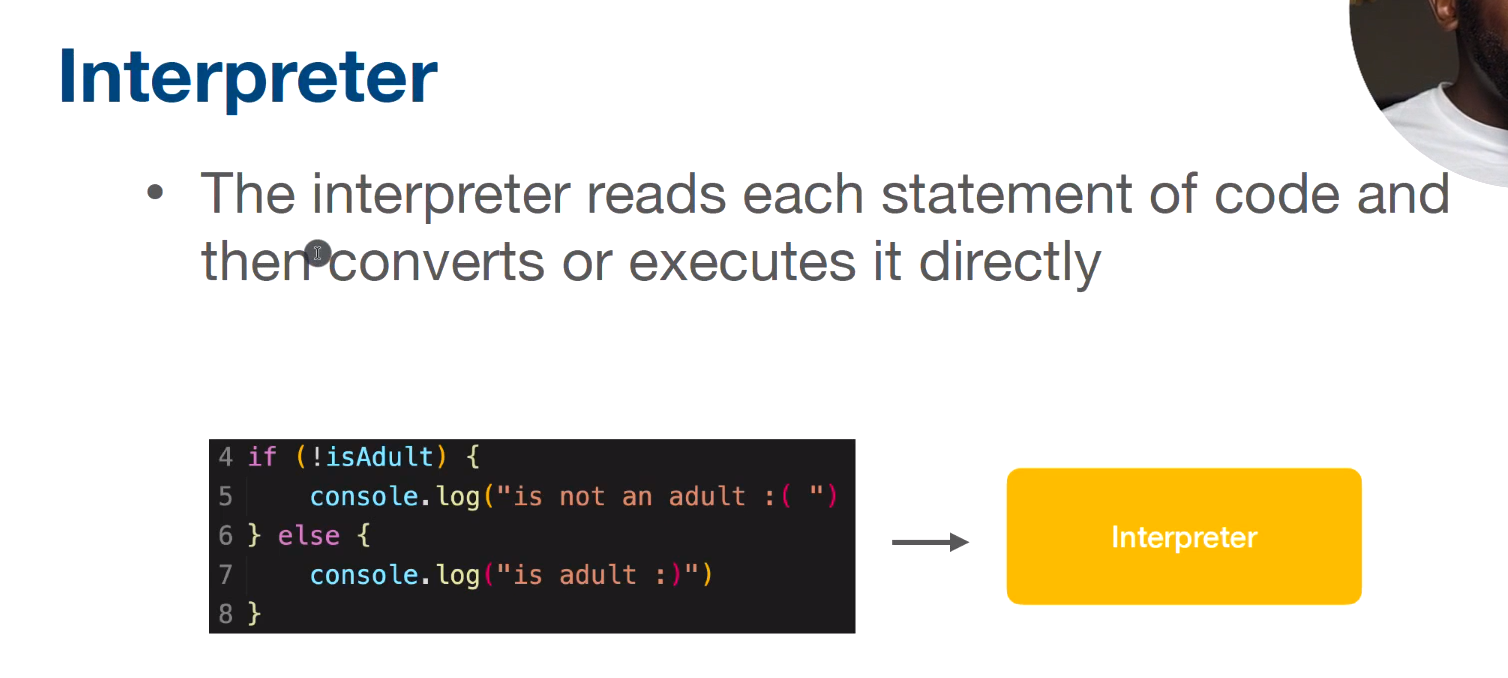 Interpreter
• The interpreter reads each statement of code and
then converts or executes it directly
4 if (!isAdult) {
5     console.log("is not an adult :( ")
6 } else {
7     console.log("is adult :)")
8 }
Interpreter